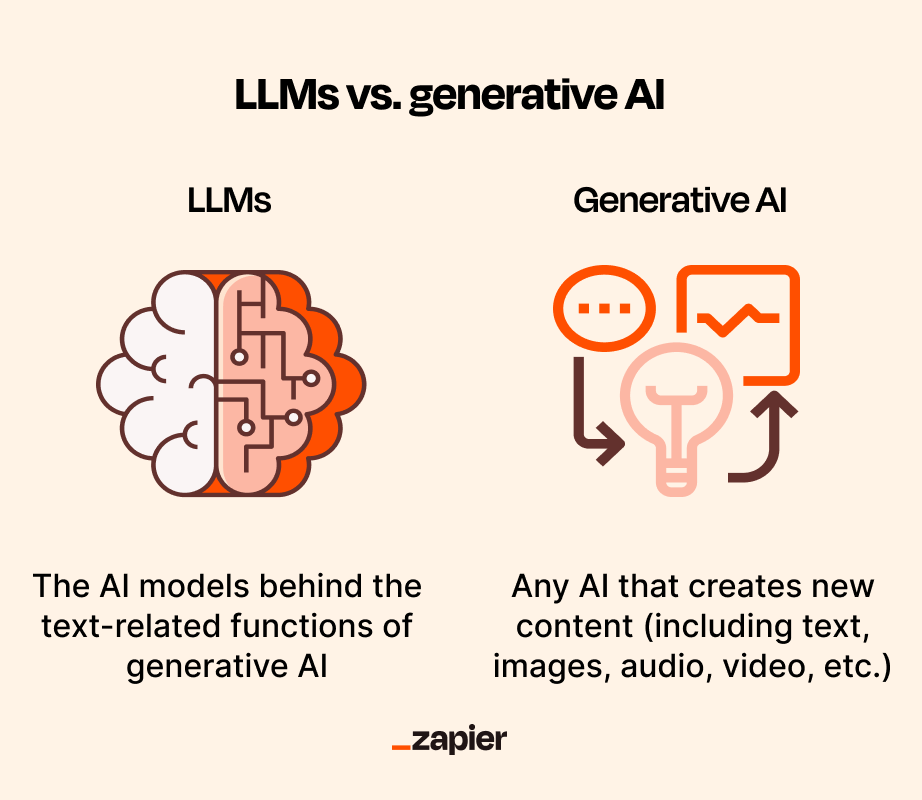 LLMs vs. generative AI
LLMs
Generative AI
The AI models behind the
text-related functions of
generative AI
Any AI that creates new
content (including text,
images, audio, video, etc.)
_zapier